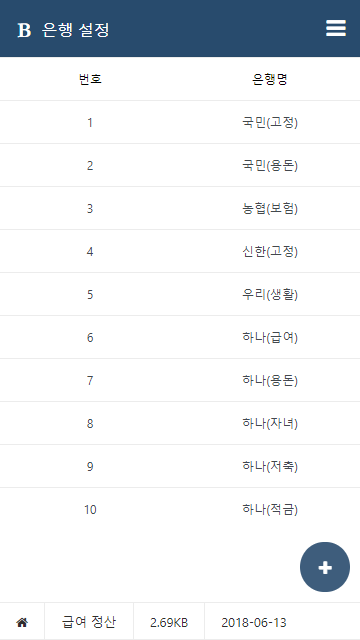 B 은행 설정
번호 은행명
1 국민(고정)
2 국민(용돈)
3 농협(보험)
4 신한(고정)
5 우리(생활)
6 하나(급여)
7 하나(용돈)
8 하나(자녀)
9 하나(저축)
10 하나(적금)
급여 정산 2.69KB 2018-06-13